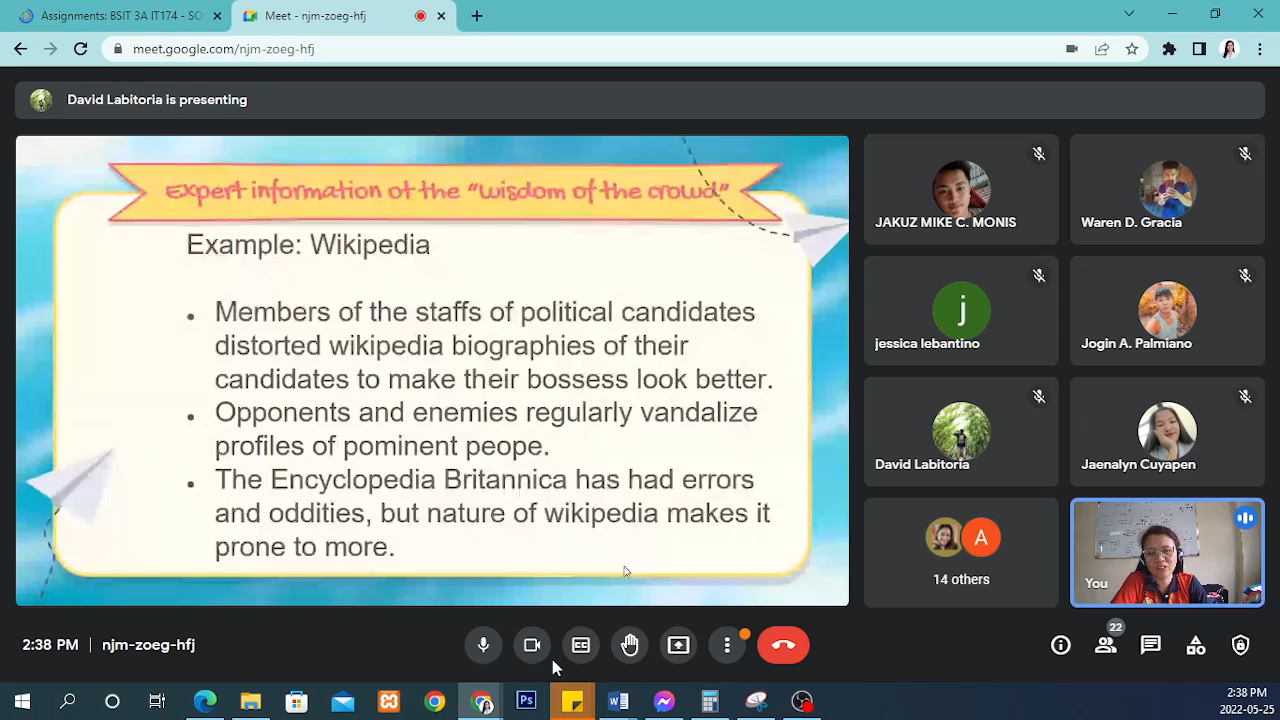 Assignments: BSIT 3A IT174 - SO
Meet - njm-zoeg-hfj
meet.google.com/njm-zoeg-hfj
David Labitoria is presenting
Expert information ot the "wisdom of the crowd"
Example: Wikipedia
Members of the staffs of political candidates
distorted wikipedia biographies of their
candidates to make their bossess look better.
Opponents and enemies regularly vandalize
profiles of pominent peope.
The Encyclopedia Britannica has had errors
and oddities, but nature of wikipedia makes it
prone to more.
JAKUZ MIKE C. MONIS
Waren D. Gracia
j
jessica lebantino
Jogin A. Palmiano
David Labitoria
Jaenalyn Cuyapen
A
14 others
You
2:38 PM | njm-zoeg-hfj
22
Ps
2:38 PM
2022-05-25